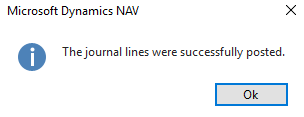 Microsoft Dynamics NAV
The journal lines were successfully posted.
Ok